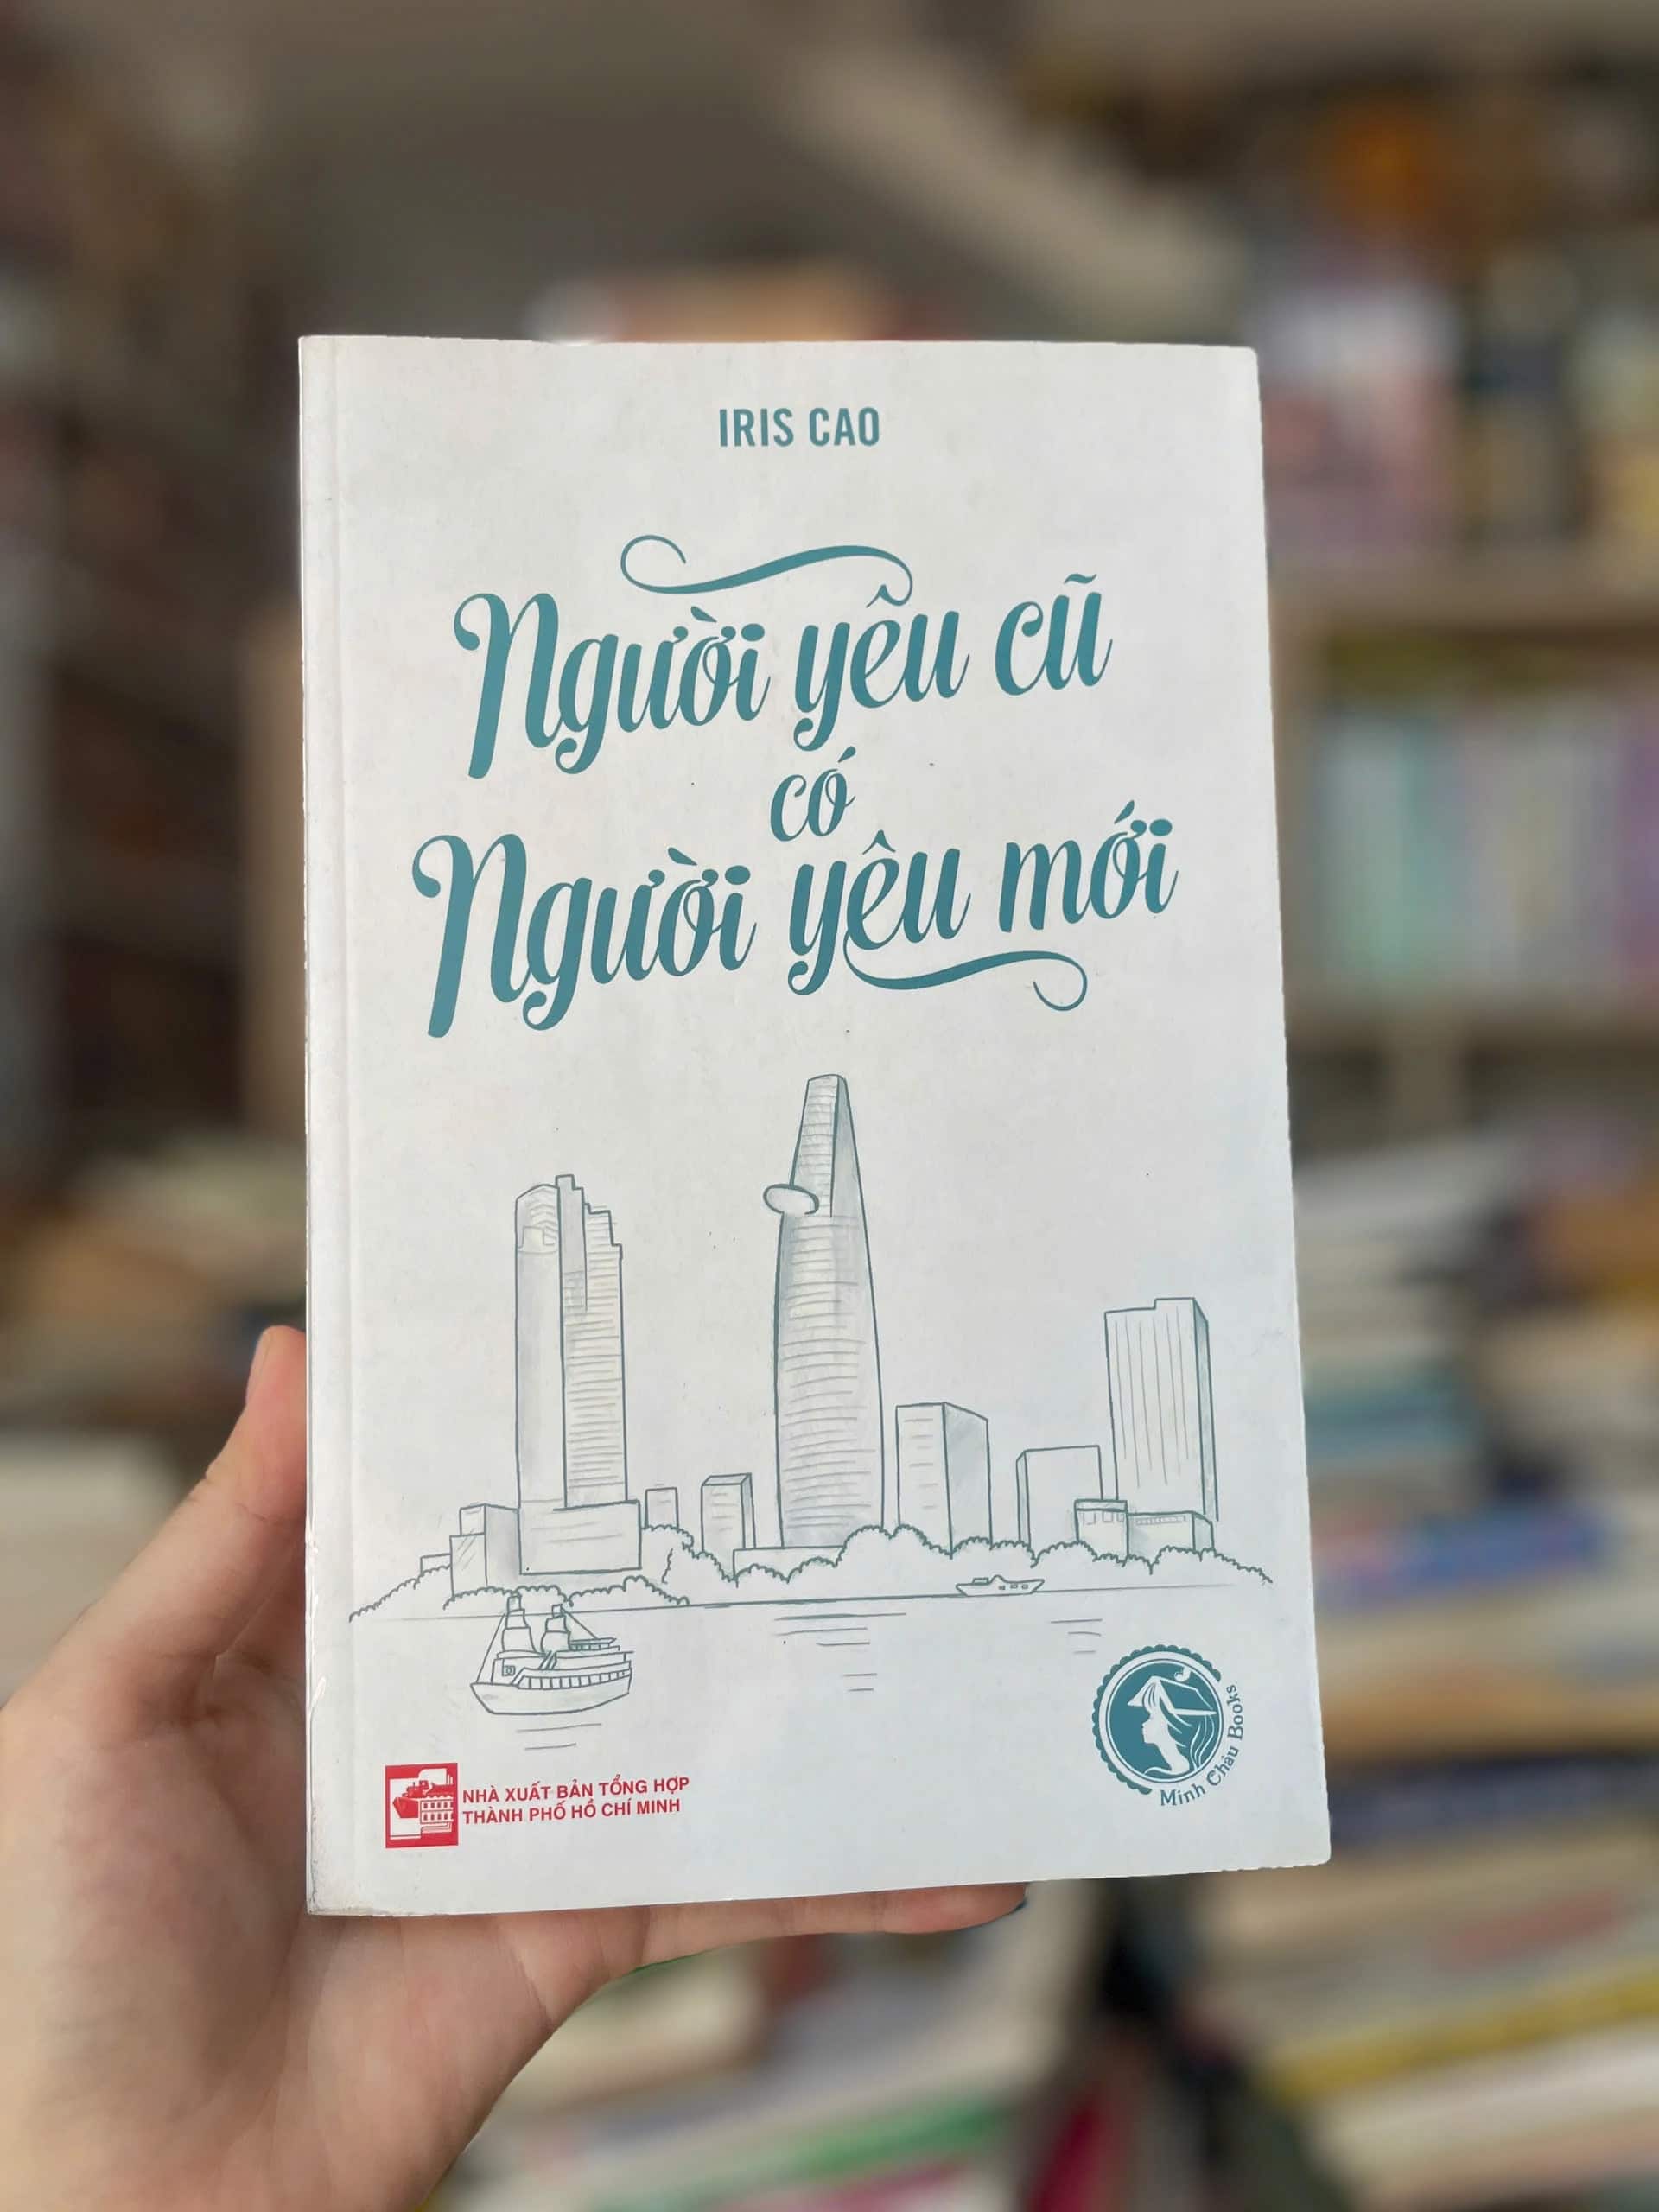 IRIS CAO
Người yêu cũ
có
Người yêu mới
NHÀ XUẤT BẢN TỔNG HỢP
THÀNH PHỐ HỒ CHÍ MINH
Minh Châu Books